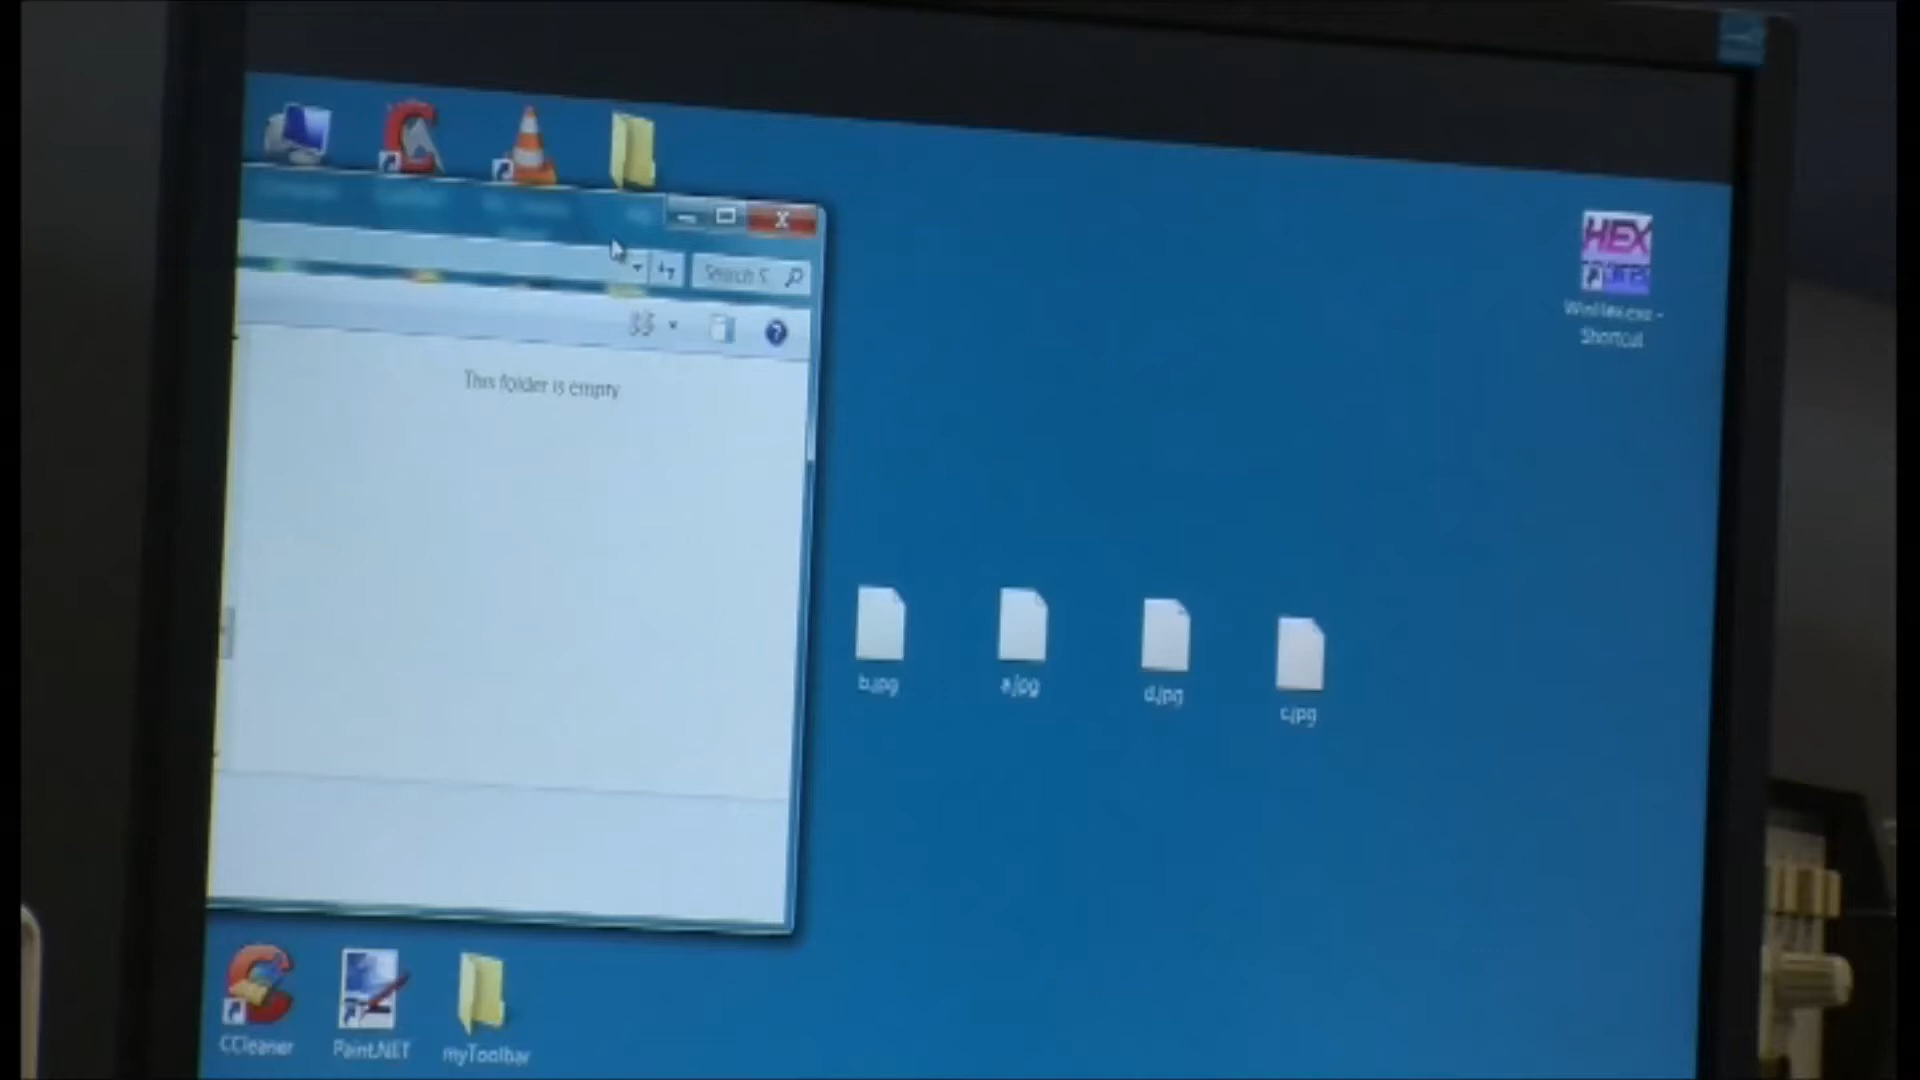 HEX
WinHex.exe -
Shortcut
Search
This folder is empty
b.jpg
a.jpg
d.jpg
c.jpg
CCleaner
Paint.NET
myToolbar